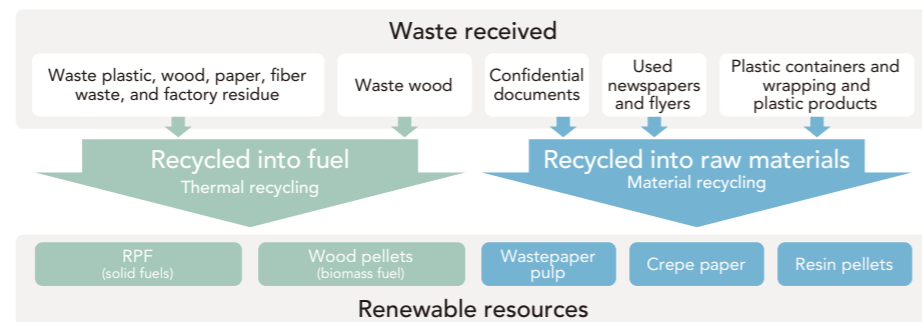 Waste received
Waste plastic, wood, paper, fiber
waste, and factory residue
Waste wood
Confidential
documents
Used
newspapers
and flyers
Plastic containers and
wrapping and
plastic products
Recycled into fuel
Thermal recycling
Recycled into raw materials
Material recycling
RPF
(solid fuels)
Wood pellets
(biomass fuel)
Wastepaper
pulp
Crepe paper
Resin pellets
Renewable resources